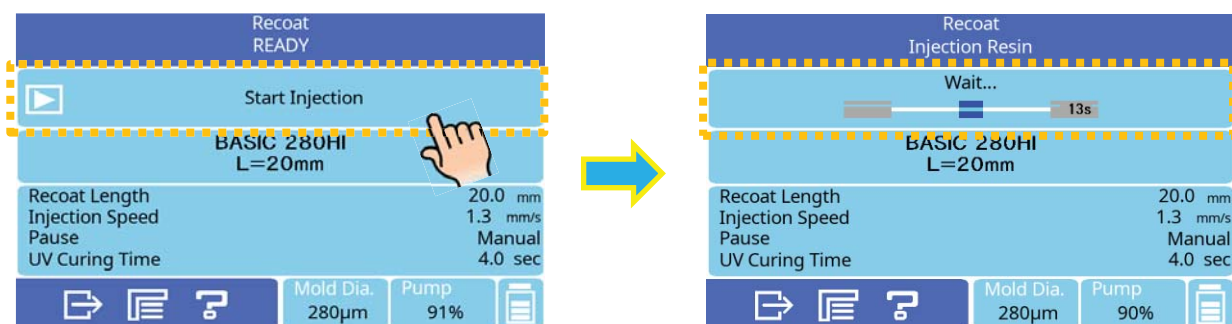 Recoat
READY
Start Injection
BASIC 280HI
L=20mm
Recoat Length 20.0 mm
Injection Speed 1.3 mm/s
Pause Manual
UV Curing Time 4.0 sec
Mold Dia. Pump
280µm 91%
Recoat
Injection Resin
Wait...
13s
BASIC 280HI
L=20mm
Recoat Length 20.0 mm
Injection Speed 1.3 mm/s
Pause Manual
UV Curing Time 4.0 sec
Mold Dia. Pump
280µm 90%